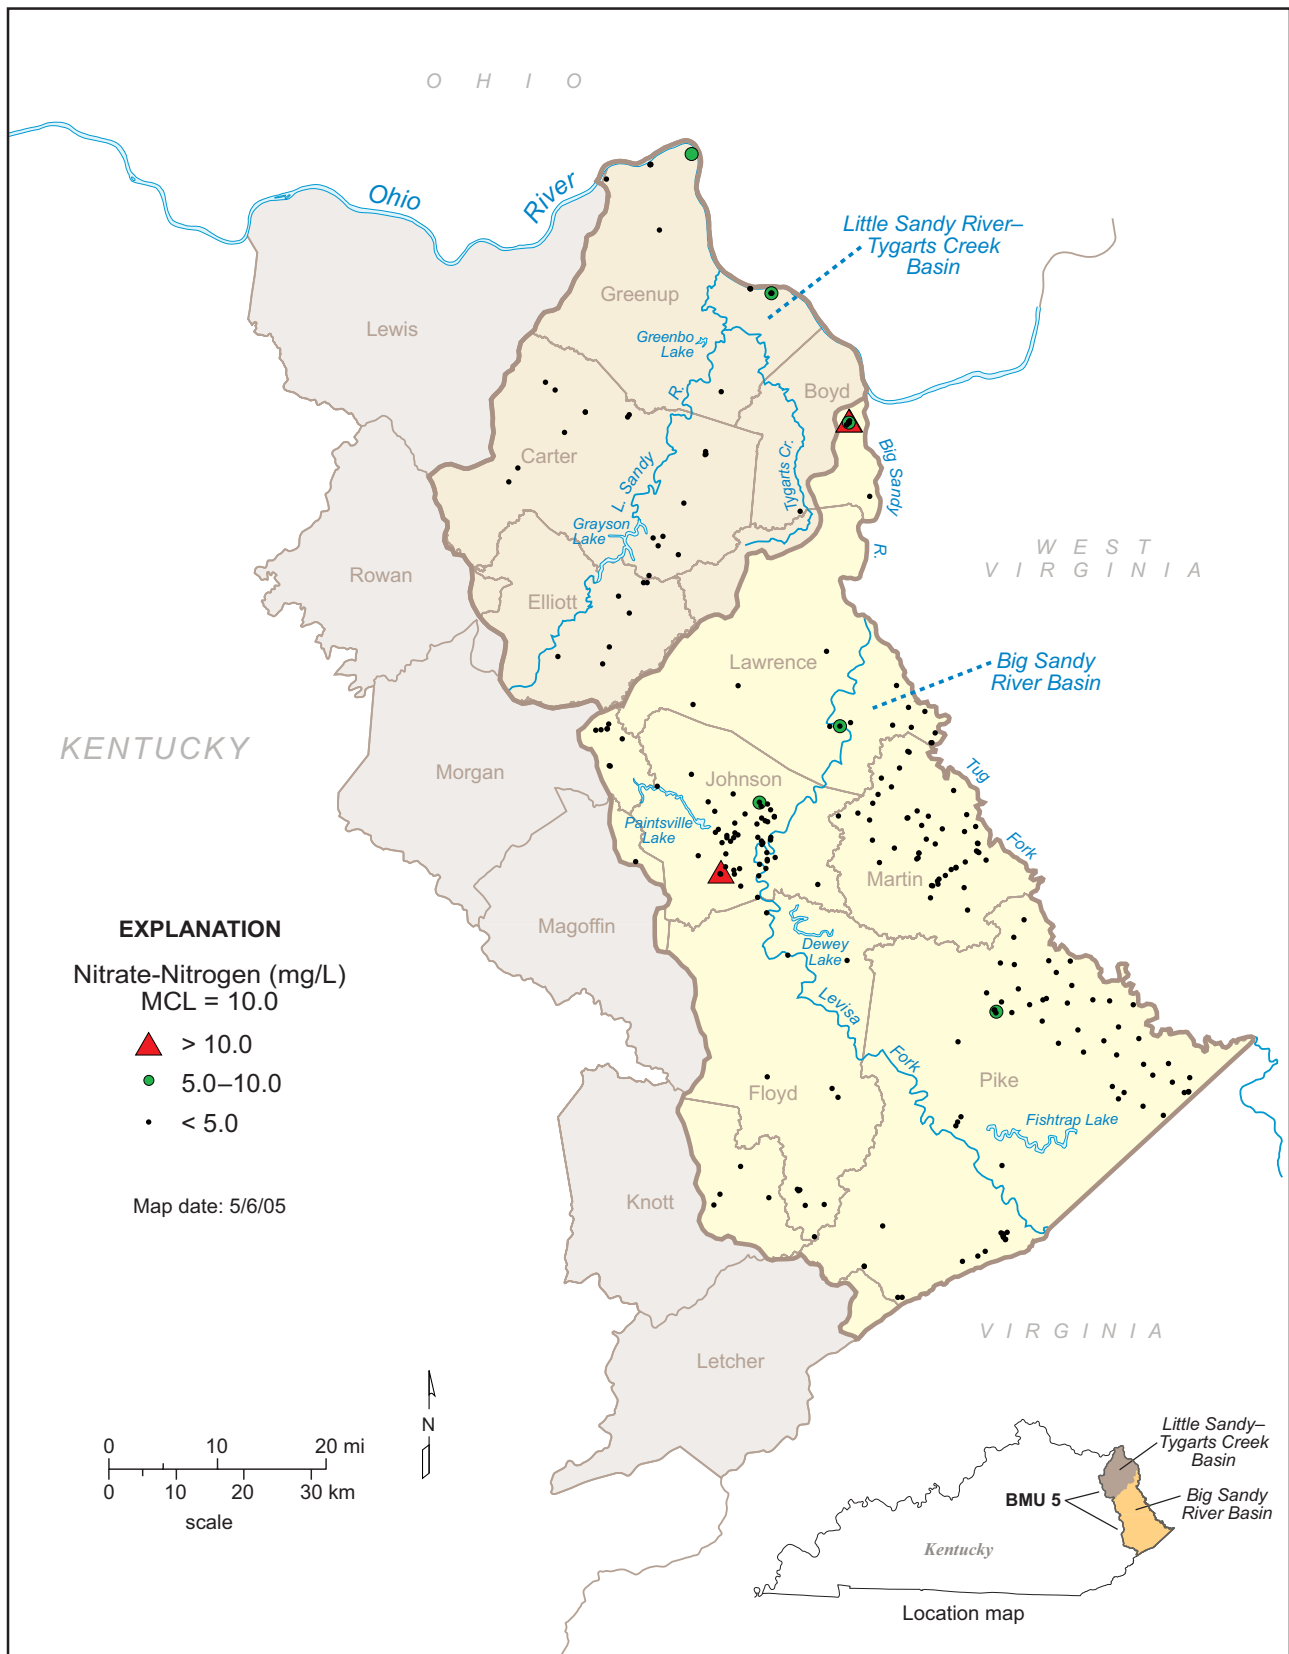 OHIO
Ohio
River
Little Sandy River–
Tygarts Creek
Basin
Greenup
Lewis
Greenbo
Lake
R.
Boyd
Carter
L. Sandy
Tygarts Cr.
Big Sandy
R.
Grayson
Lake
WEST
VIRGINIA
Rowan
Elliott
Lawrence
Big Sandy
River Basin
KENTUCKY
Morgan
Johnson
Tug
Fork
Paintsville
Lake
Martin
Magoffin
Dewey
Lake
Levisa
Fork
EXPLANATION
Nitrate-Nitrogen (mg/L)
MCL = 10.0
> 10.0
5.0–10.0
< 5.0
Map date: 5/6/05
Floyd
Pike
Fishtrap Lake
Knott
VIRGINIA
Letcher
N
0 10 20 mi
0 10 20 30 km
scale
Little Sandy–
Tygarts Creek
Basin
BMU 5
Big Sandy
River Basin
Kentucky
Location map